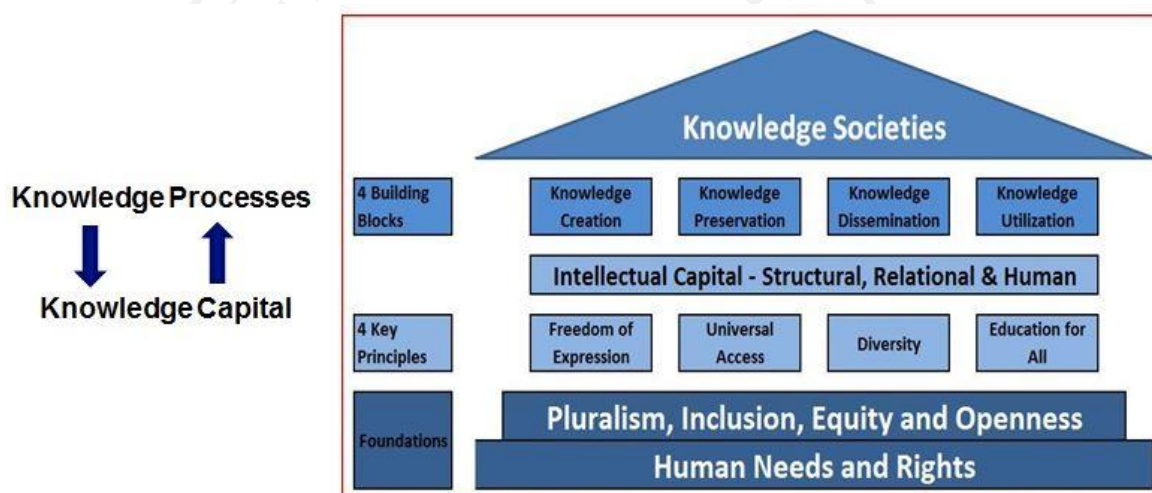 Knowledge Societies
Knowledge Processes
Knowledge Capital
4 Building
Blocks
Knowledge
Creation
Knowledge
Preservation
Knowledge
Dissemination
Knowledge
Utilization
Intellectual Capital - Structural, Relational & Human
4 Key
Principles
Freedom of
Expression
Universal
Access
Diversity
Education for
All
Foundations
Pluralism, Inclusion, Equity and Openness
Human Needs and Rights